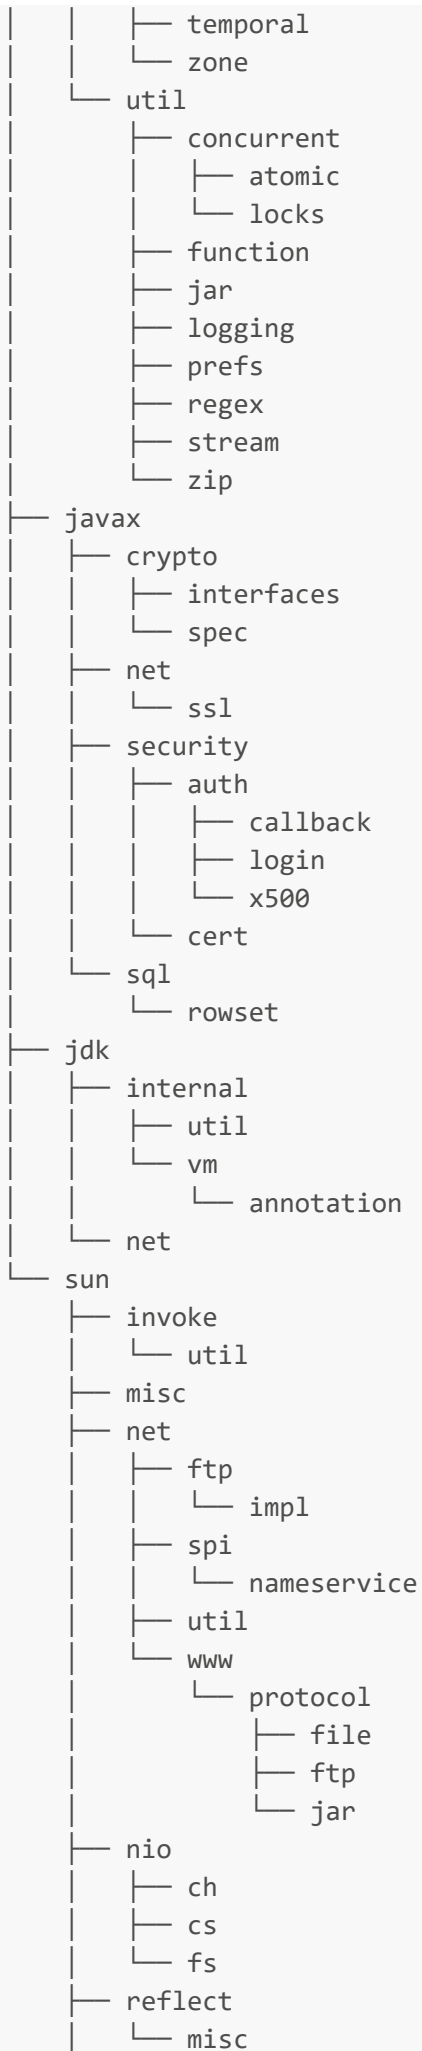 │   │   ├── temporal
│   │   └── zone
│   └── util
│       ├── concurrent
│       │   ├── atomic
│       │   └── locks
│       ├── function
│       ├── jar
│       ├── logging
│       ├── prefs
│       ├── regex
│       ├── stream
│       └── zip
├── javax
│   ├── crypto
│   │   ├── interfaces
│   │   └── spec
│   ├── net
│   │   └── ssl
│   ├── security
│   │   ├── auth
│   │   │   ├── callback
│   │   │   ├── login
│   │   │   └── x500
│   │   └── cert
│   └── sql
│       └── rowset
├── jdk
│   ├── internal
│   │   ├── util
│   │   └── vm
│   │       └── annotation
│   └── net
└── sun
    ├── invoke
    │   └── util
    ├── misc
    ├── net
    │   ├── ftp
    │   │   └── impl
    │   ├── spi
    │   │   └── nameservice
    │   ├── util
    │   └── www
    │       └── protocol
    │           ├── file
    │           ├── ftp
    │           └── jar
    ├── nio
    │   ├── ch
    │   ├── cs
    │   └── fs
    ├── reflect
    │   └── misc